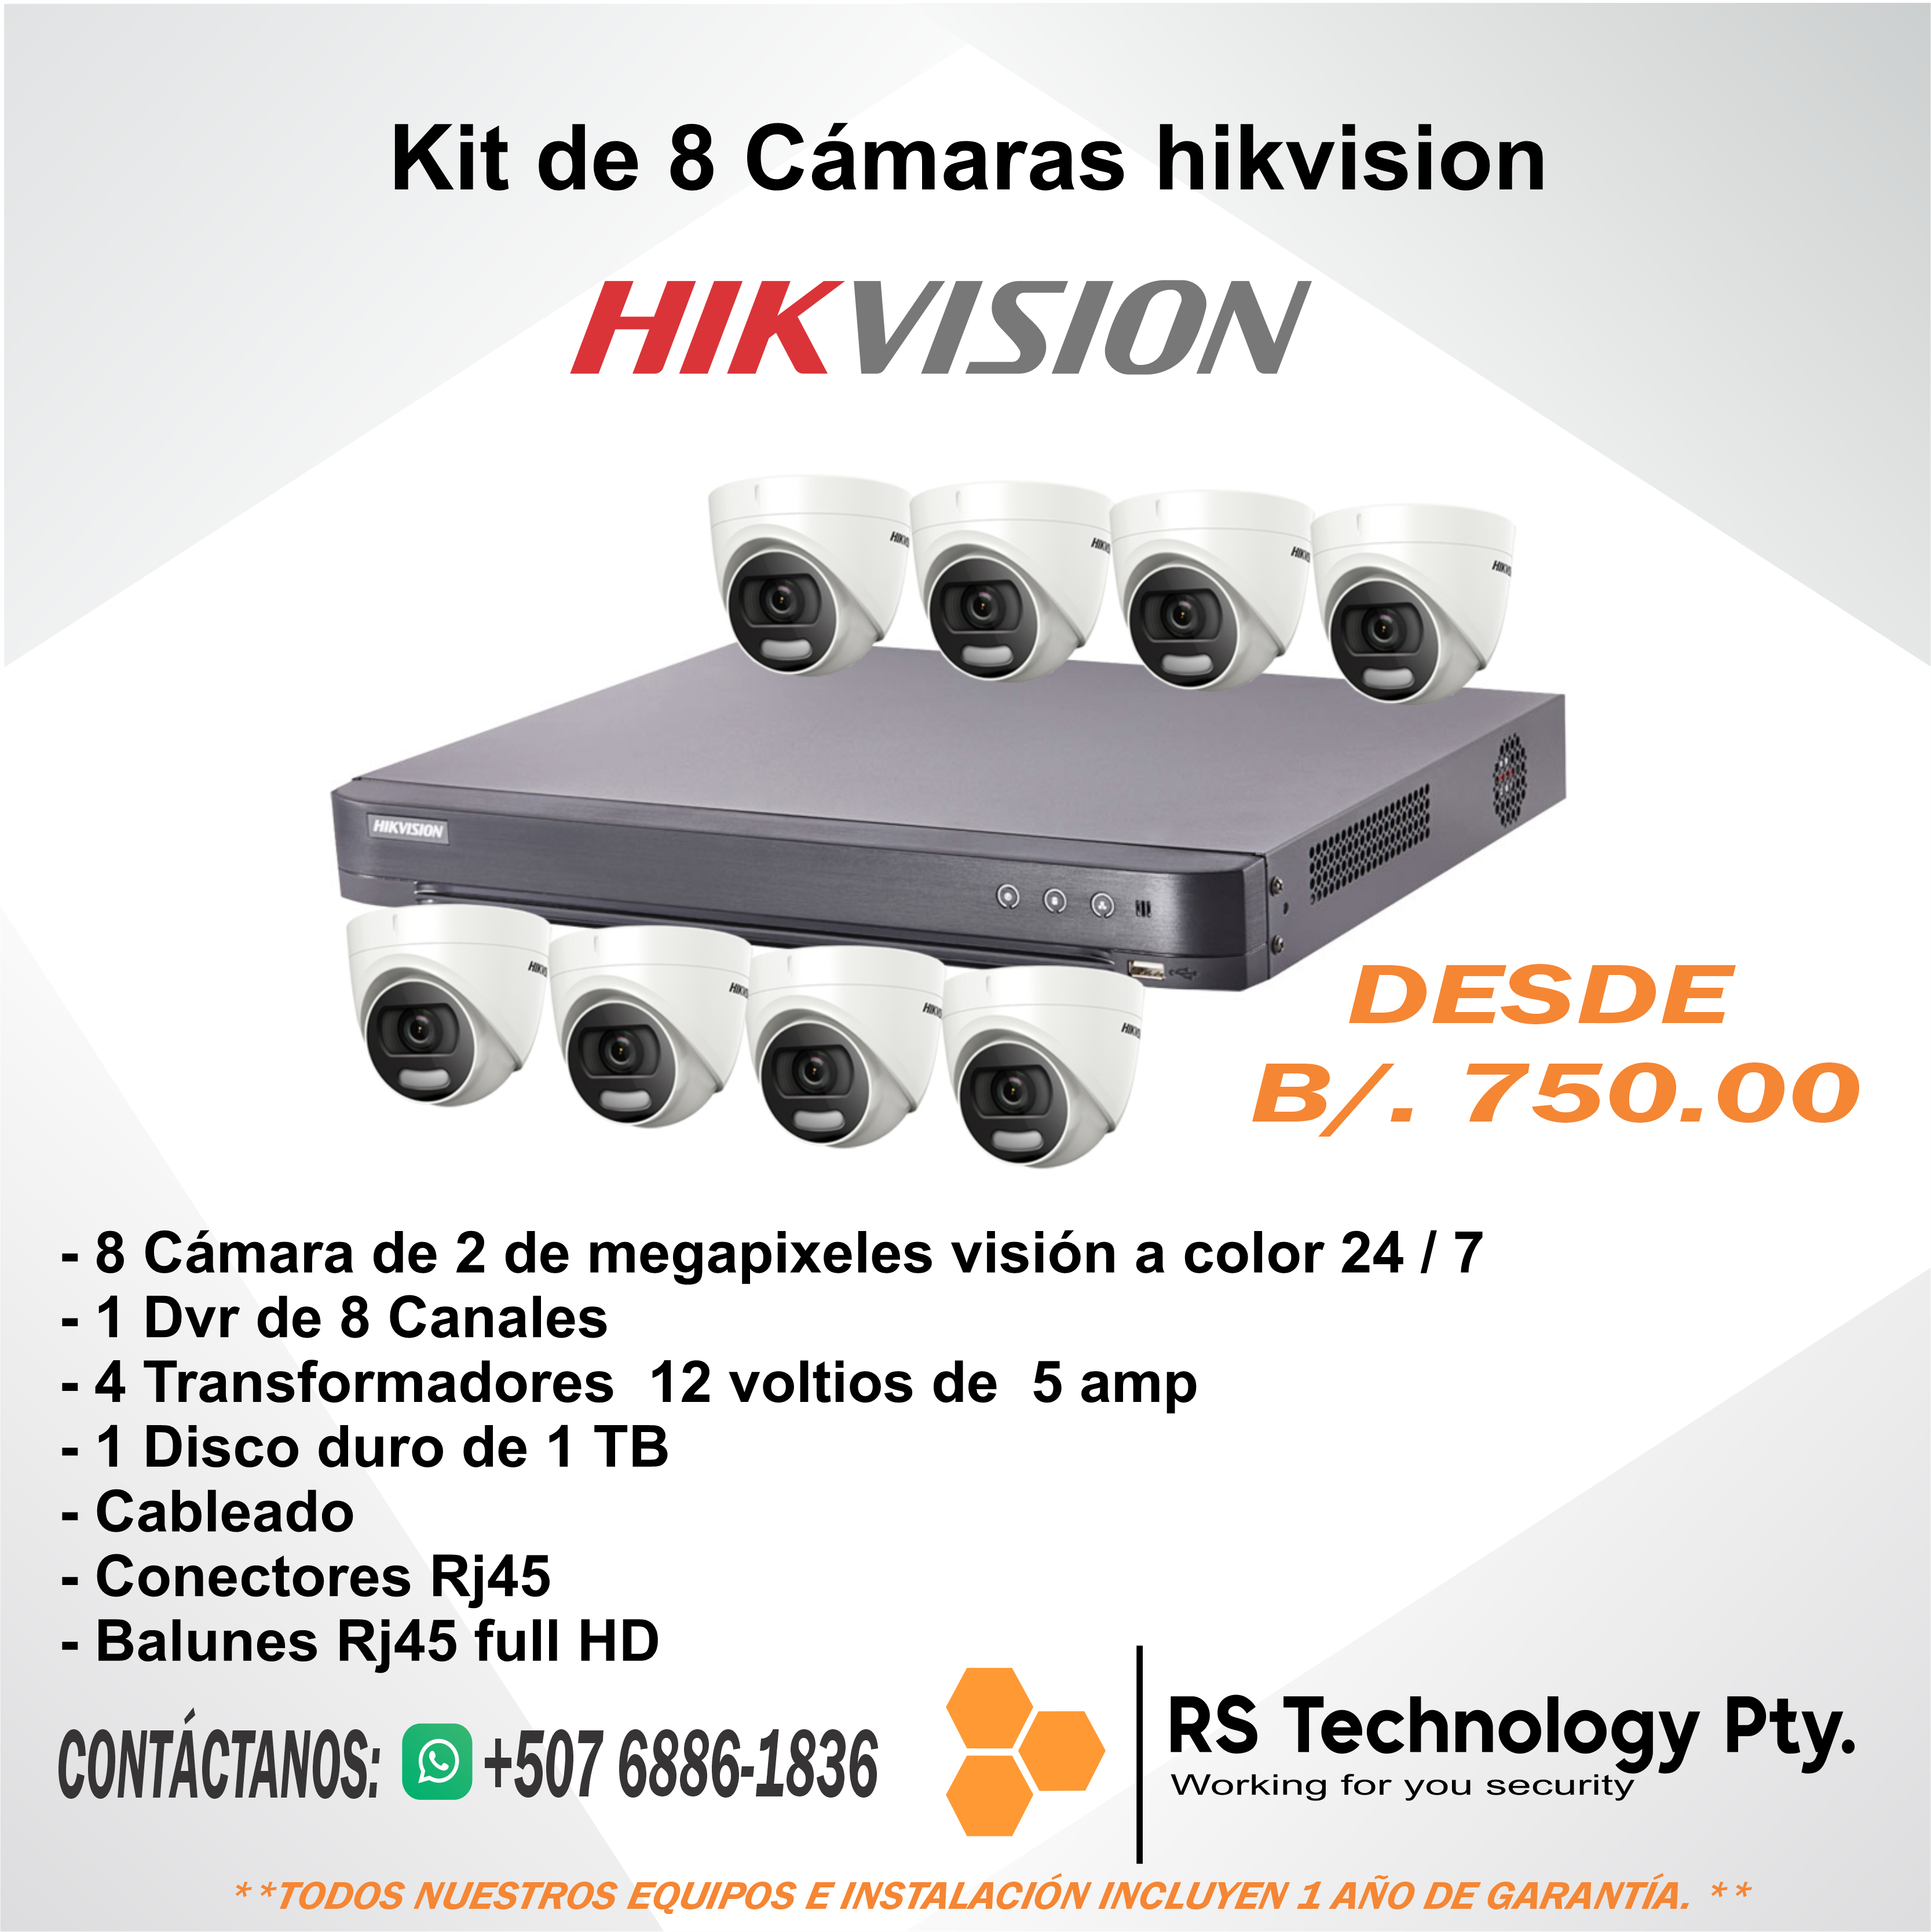 Kit de 8 Cámaras hikvision
HIKVISION
HIKVISION
DESDE
B/. 750.00
- 8 Cámara de 2 de megapixeles visión a color 24 / 7
- 1 Dvr de 8 Canales
- 4 Transformadores 12 voltios de 5 amp
- 1 Disco duro de 1 TB
- Cableado
- Conectores Rj45
- Balunes Rj45 full HD
CONTÁCTANOS: +507 6886-1836
RS Technology Pty.
Working for you security
**TODOS NUESTROS EQUIPOS E INSTALACIÓN INCLUYEN 1 AÑO DE GARANTÍA. **